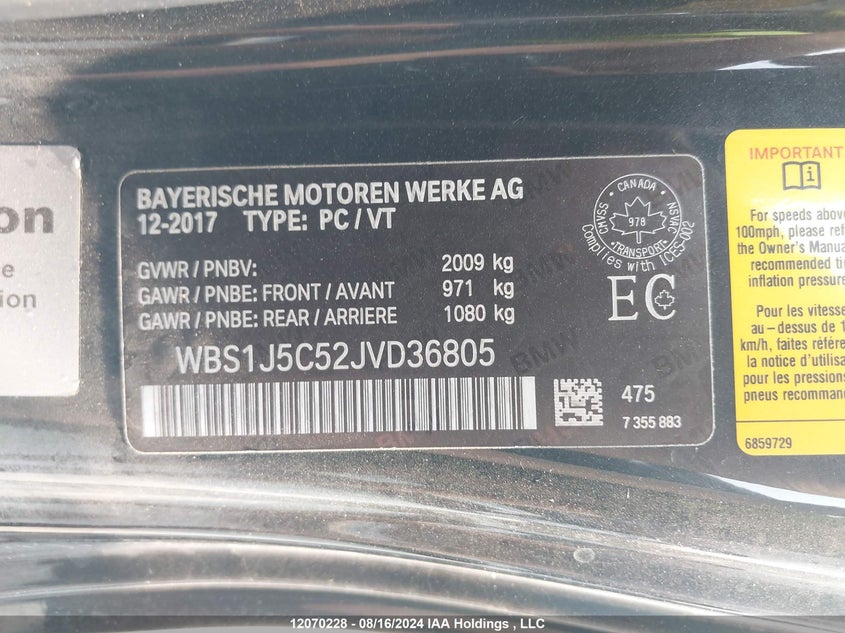 on
e
ion
BAYERISCHE MOTOREN WERKE AG
12-2017 TYPE: PC / VT
GVWR / PNBV: 2009 kg
GAWR / PNBE: FRONT / AVANT 971 kg
GAWR / PNBE: REAR / ARRIERE 1080 kg
WBS1J5C52JVD36805
475
7 355 883
CANADA
CMVSS
978
NSVAC
TRANSPORT
Complies with ICES-002
EC
IMPORTANT
For speeds above
100mph, please refe
the Owner's Manua
recommended ti
inflation pressure
Pour les vitesse
au-dessus de 1
km/h, faites référe
la notice d'utilisa
pour les pressions
pneus recomman
6859729
12070228 - 08/16/2024 IAA Holdings , LLC